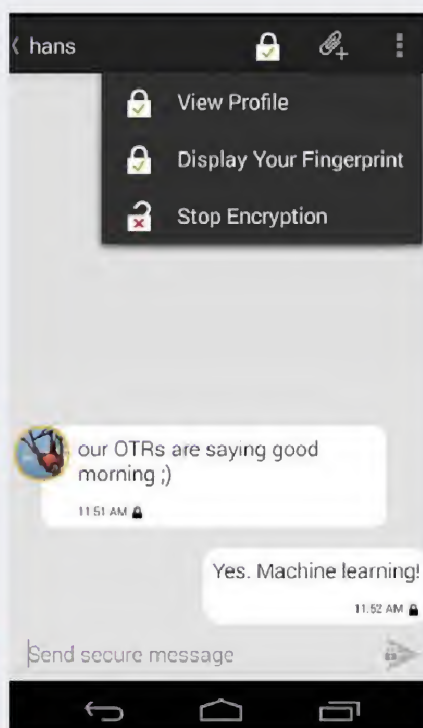 hans
View Profile
Display Your Fingerprint
Stop Encryption
our OTRs are saying good
morning ;)
11:51 AM
Yes. Machine learning!
11:52 AM
Send secure message